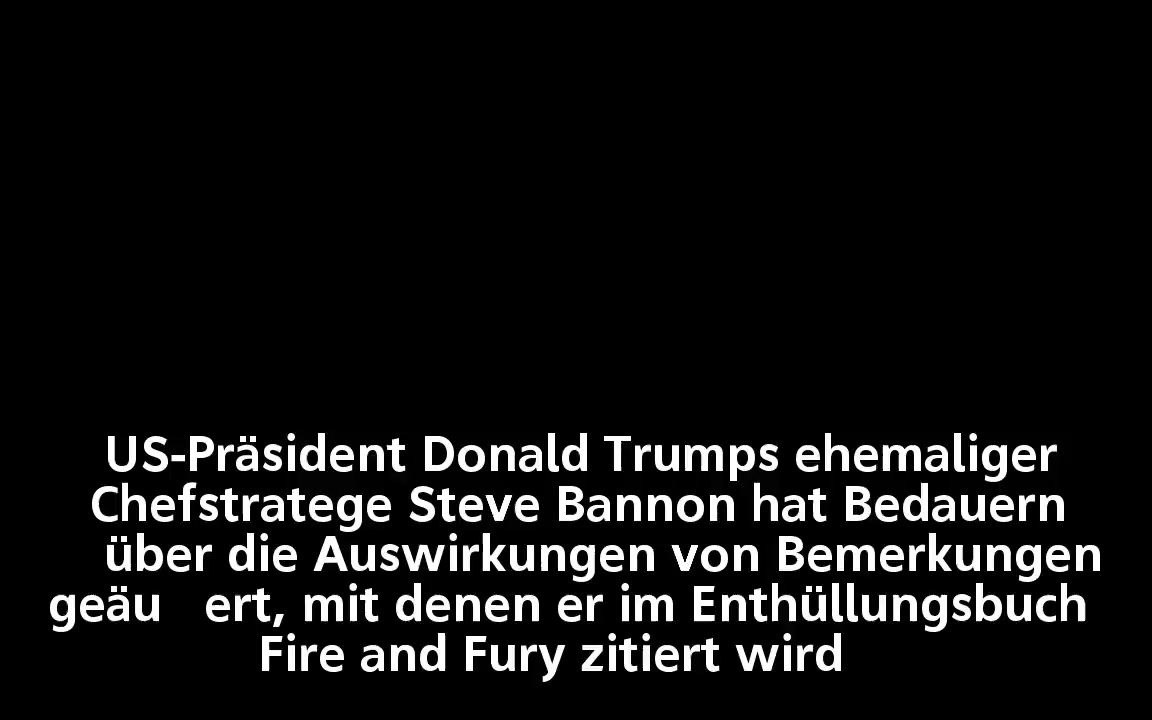 US-Präsident Donald Trumps ehemaliger
Chefstratege Steve Bannon hat Bedauern
über die Auswirkungen von Bemerkungen
geäu ert, mit denen er im Enthüllungsbuch
Fire and Fury zitiert wird